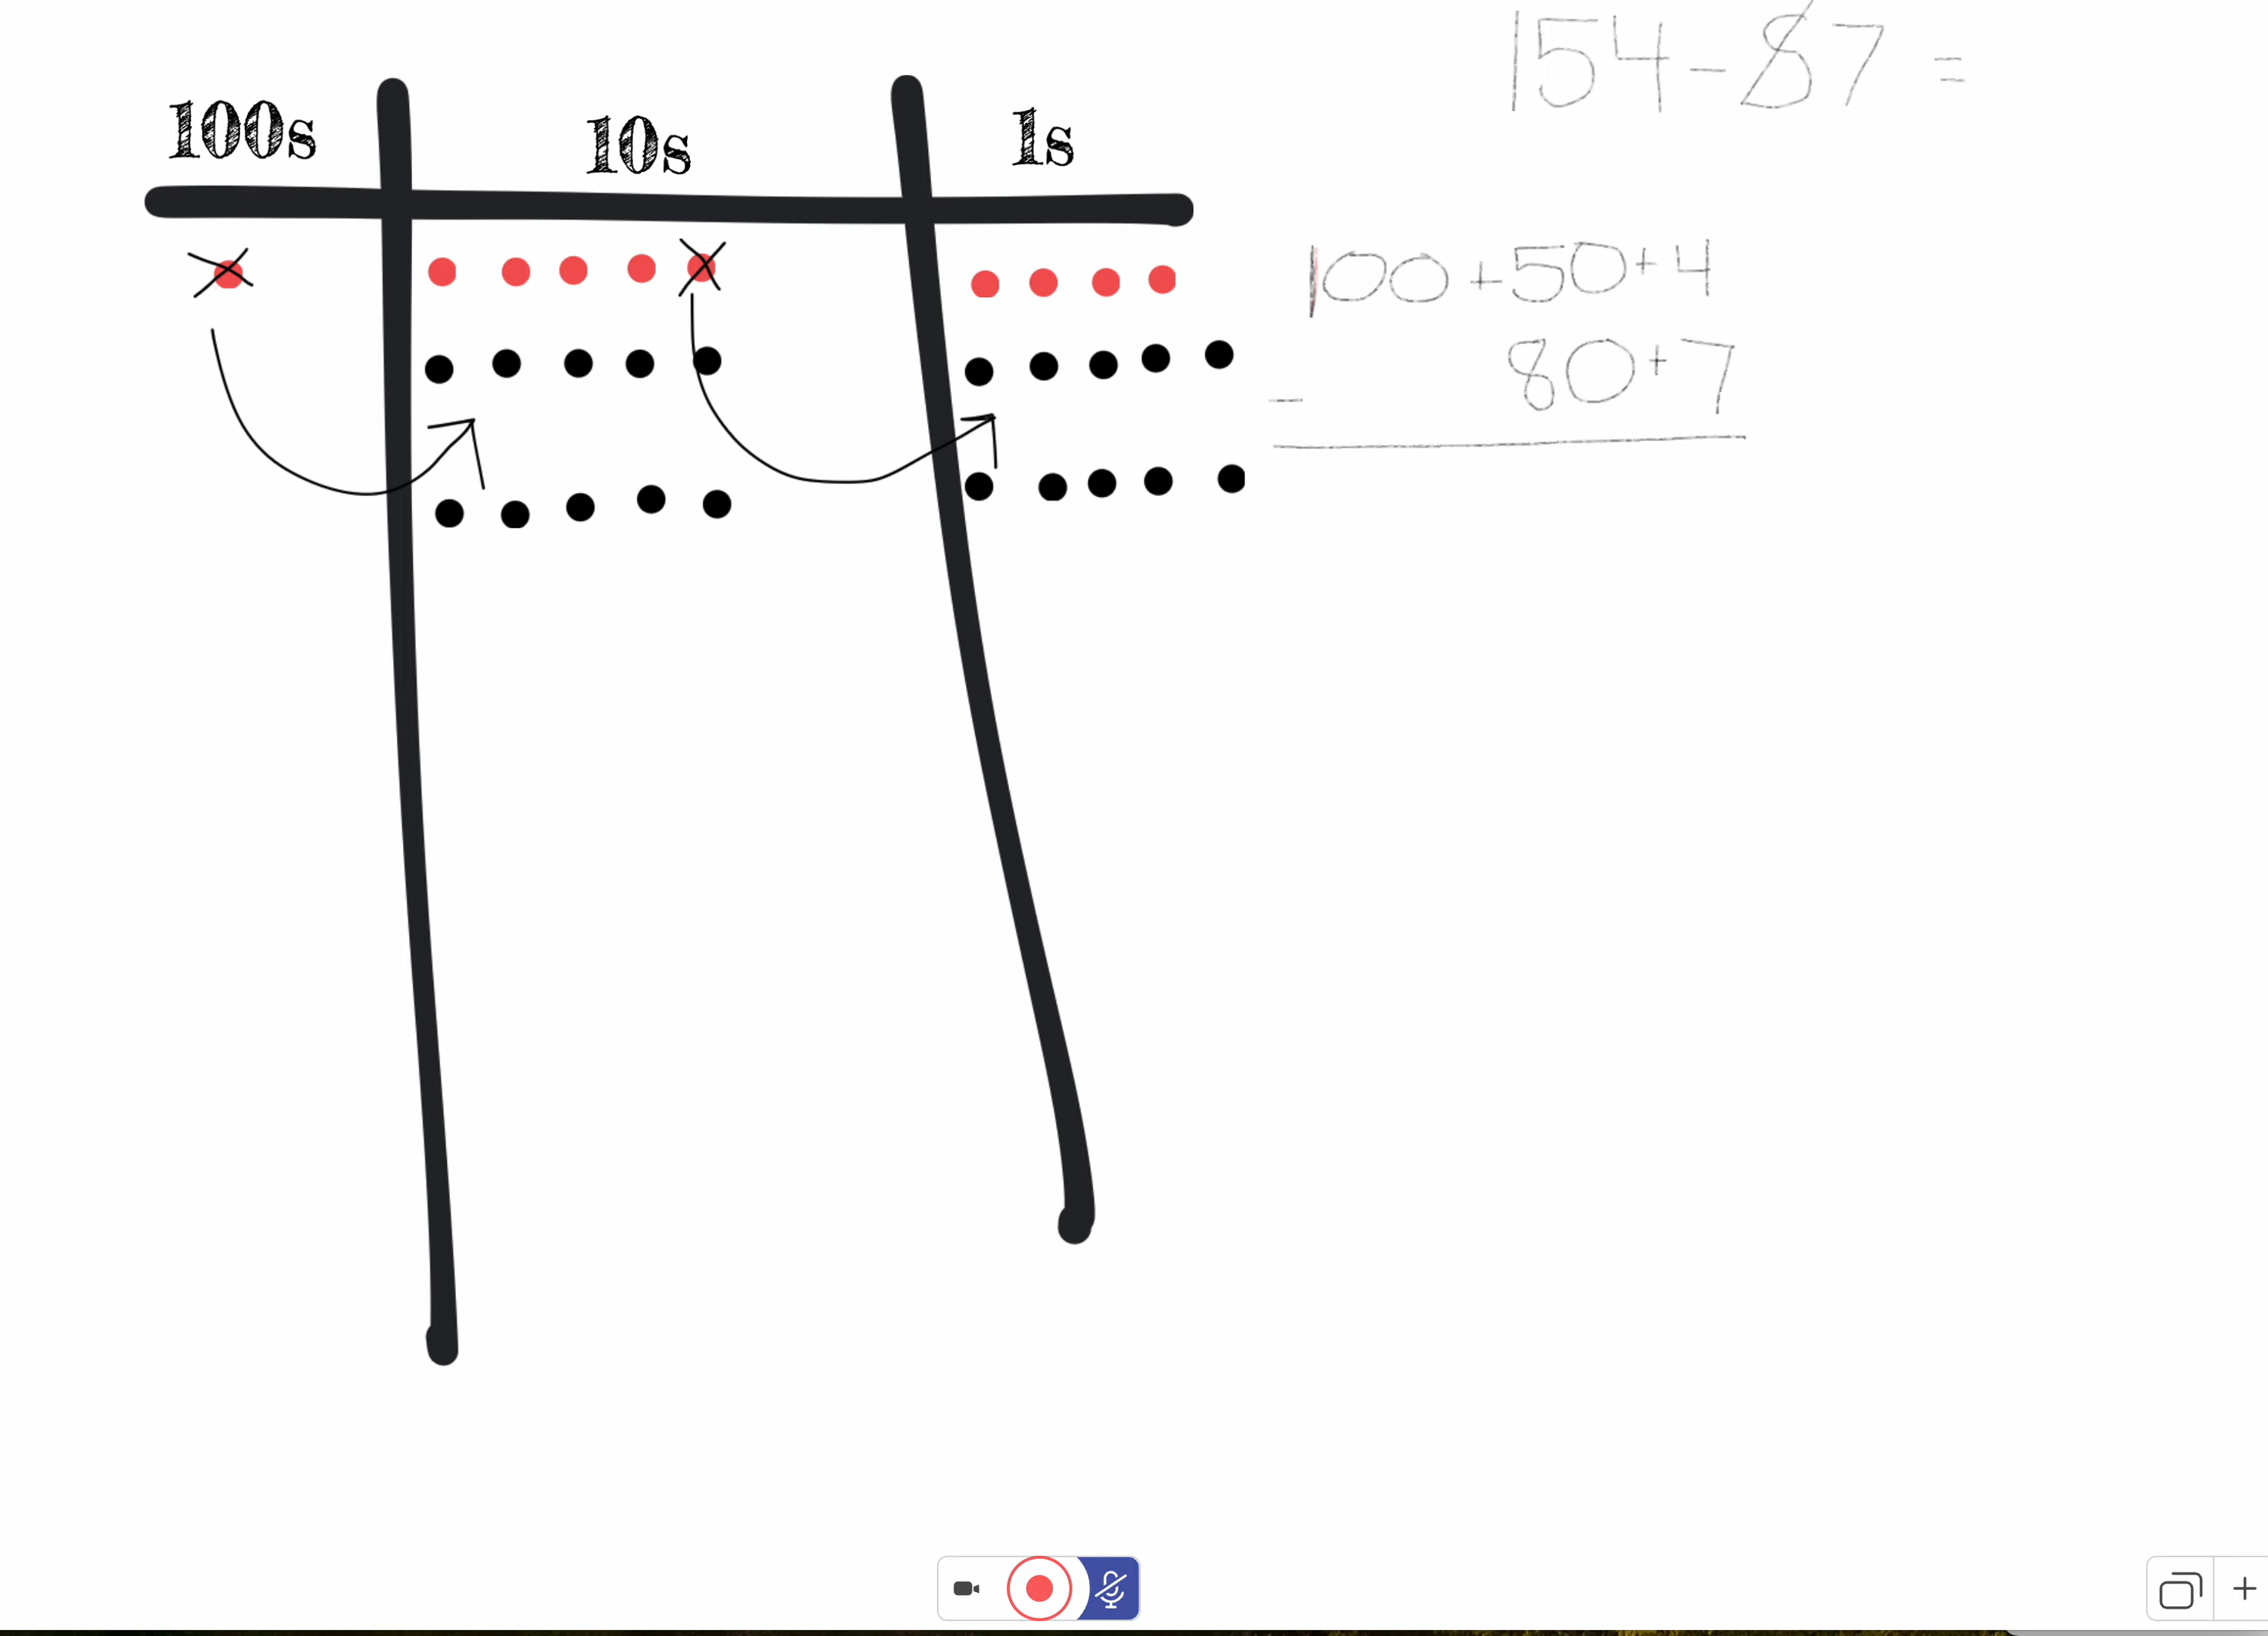 154 - 87 =
100s 10s 1s
100 + 50 + 4
- 80 + 7